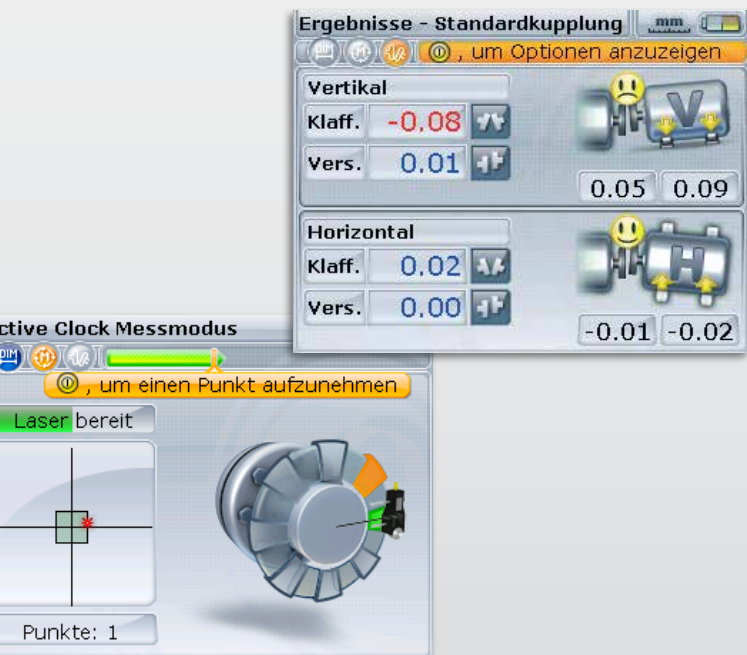 Ergebnisse - Standardkupplung mm
DIM M , um Optionen anzuzeigen
Vertikal
Klaff. -0.08
Vers. 0.01
0.05 0.09
V
Horizontal
Klaff. 0.02
Vers. 0.00
-0.01 -0.02
H
ctive Clock Messmodus
DIM M
, um einen Punkt aufzunehmen
Laser bereit
Punkte: 1